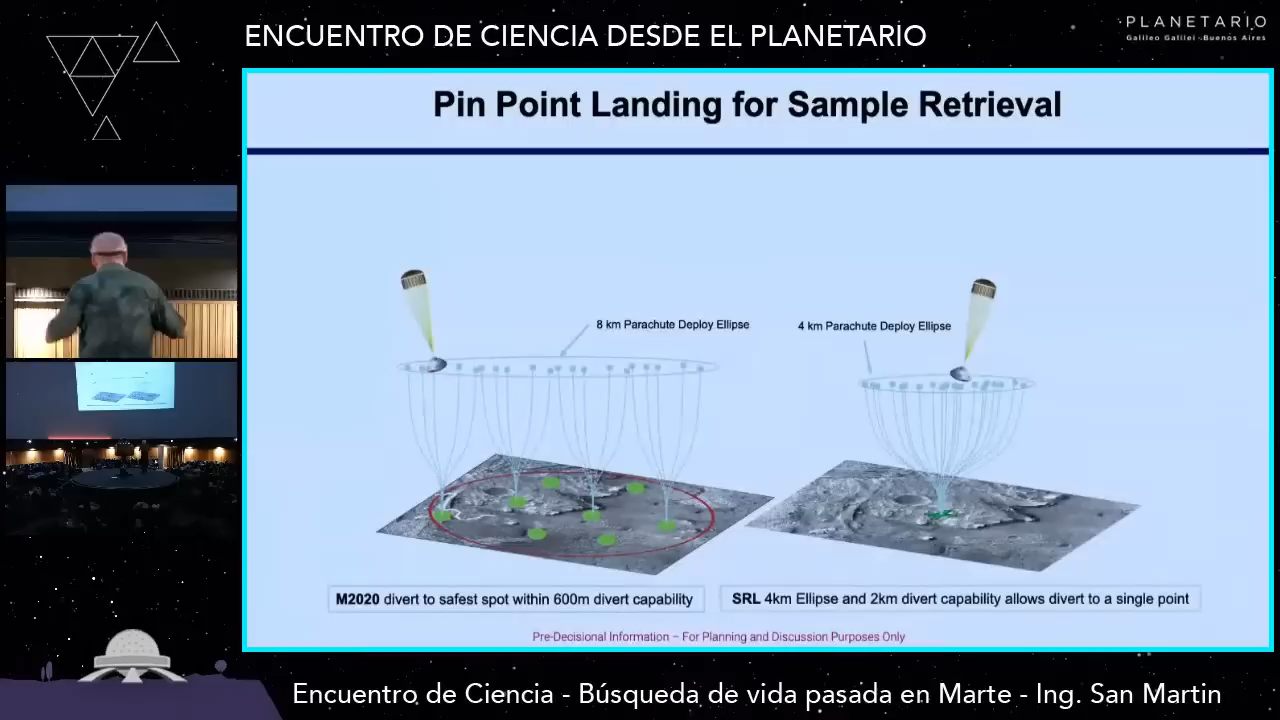 ENCUENTRO DE CIENCIA DESDE EL PLANETARIO
PLANETARIO
Galileo Galilei - Buenos Aires
Pin Point Landing for Sample Retrieval
8 km Parachute Deploy Ellipse
4 km Parachute Deploy Ellipse
M2020 divert to safest spot within 600m divert capability
SRL 4km Ellipse and 2km divert capability allows divert to a single point
Pre-Decisional Information – For Planning and Discussion Purposes Only
Encuentro de Ciencia - Búsqueda de vida pasada en Marte - Ing. San Martin